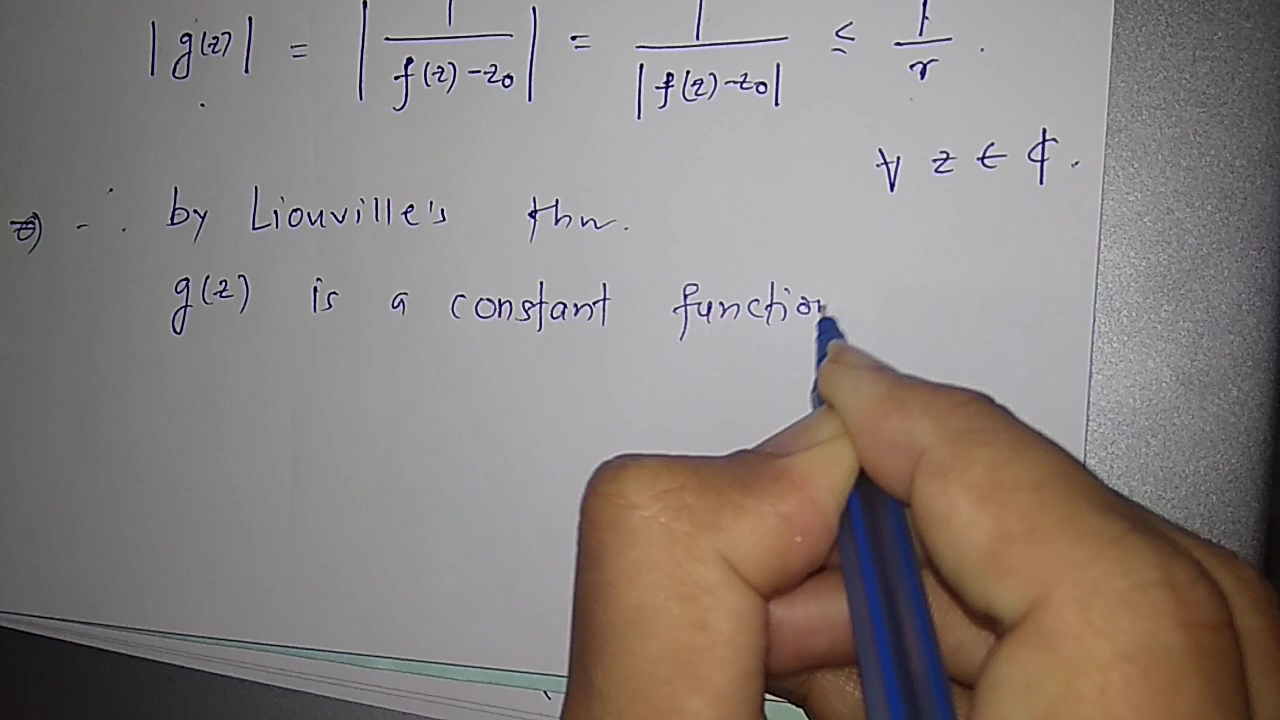 |g(z)| = |1/(f(z)-z₀)| = 1/|f(z)-z₀| ≤ 1/r .
∀ z ∈ ₵.
∴ by Liouville's thm.
g(z) is a constant function